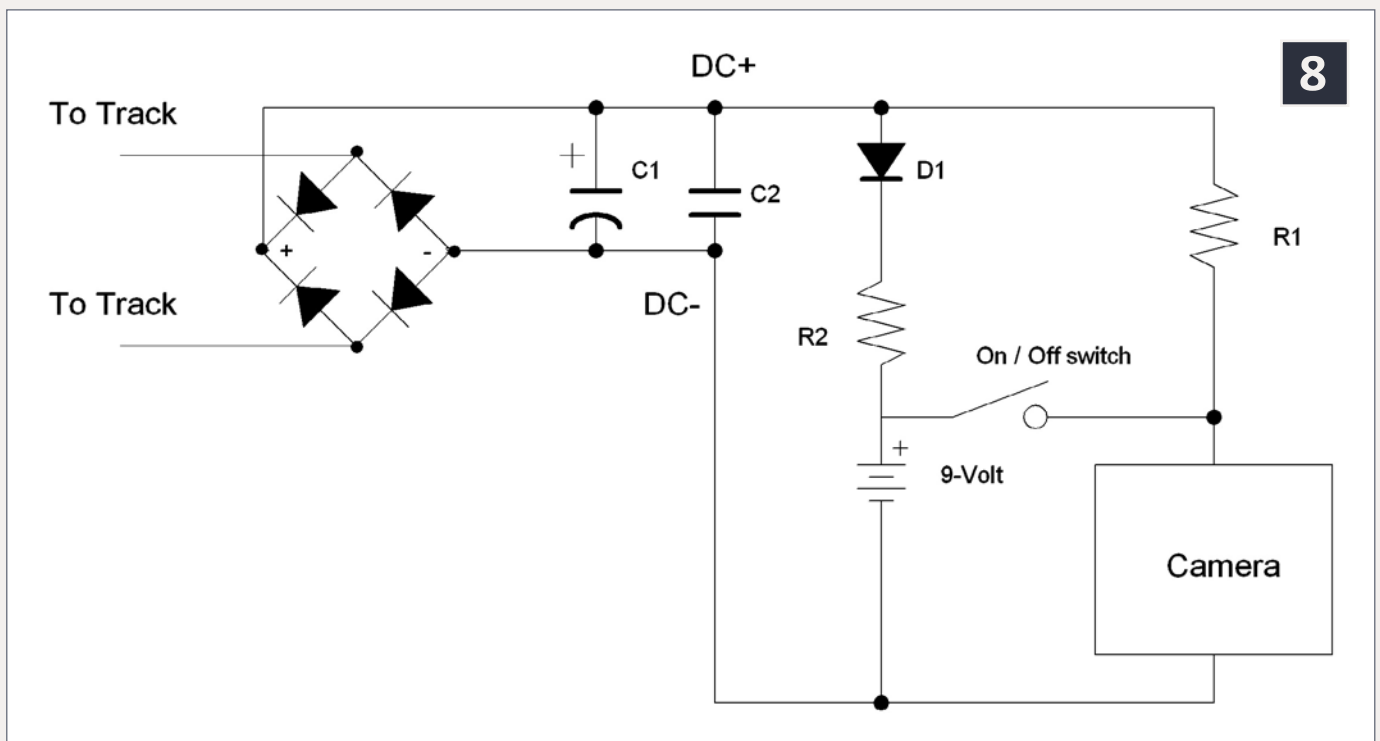 8
DC+
To Track
+
C1
C2
D1
+
-
R1
To Track
DC-
R2
On / Off switch
+
9-Volt
Camera